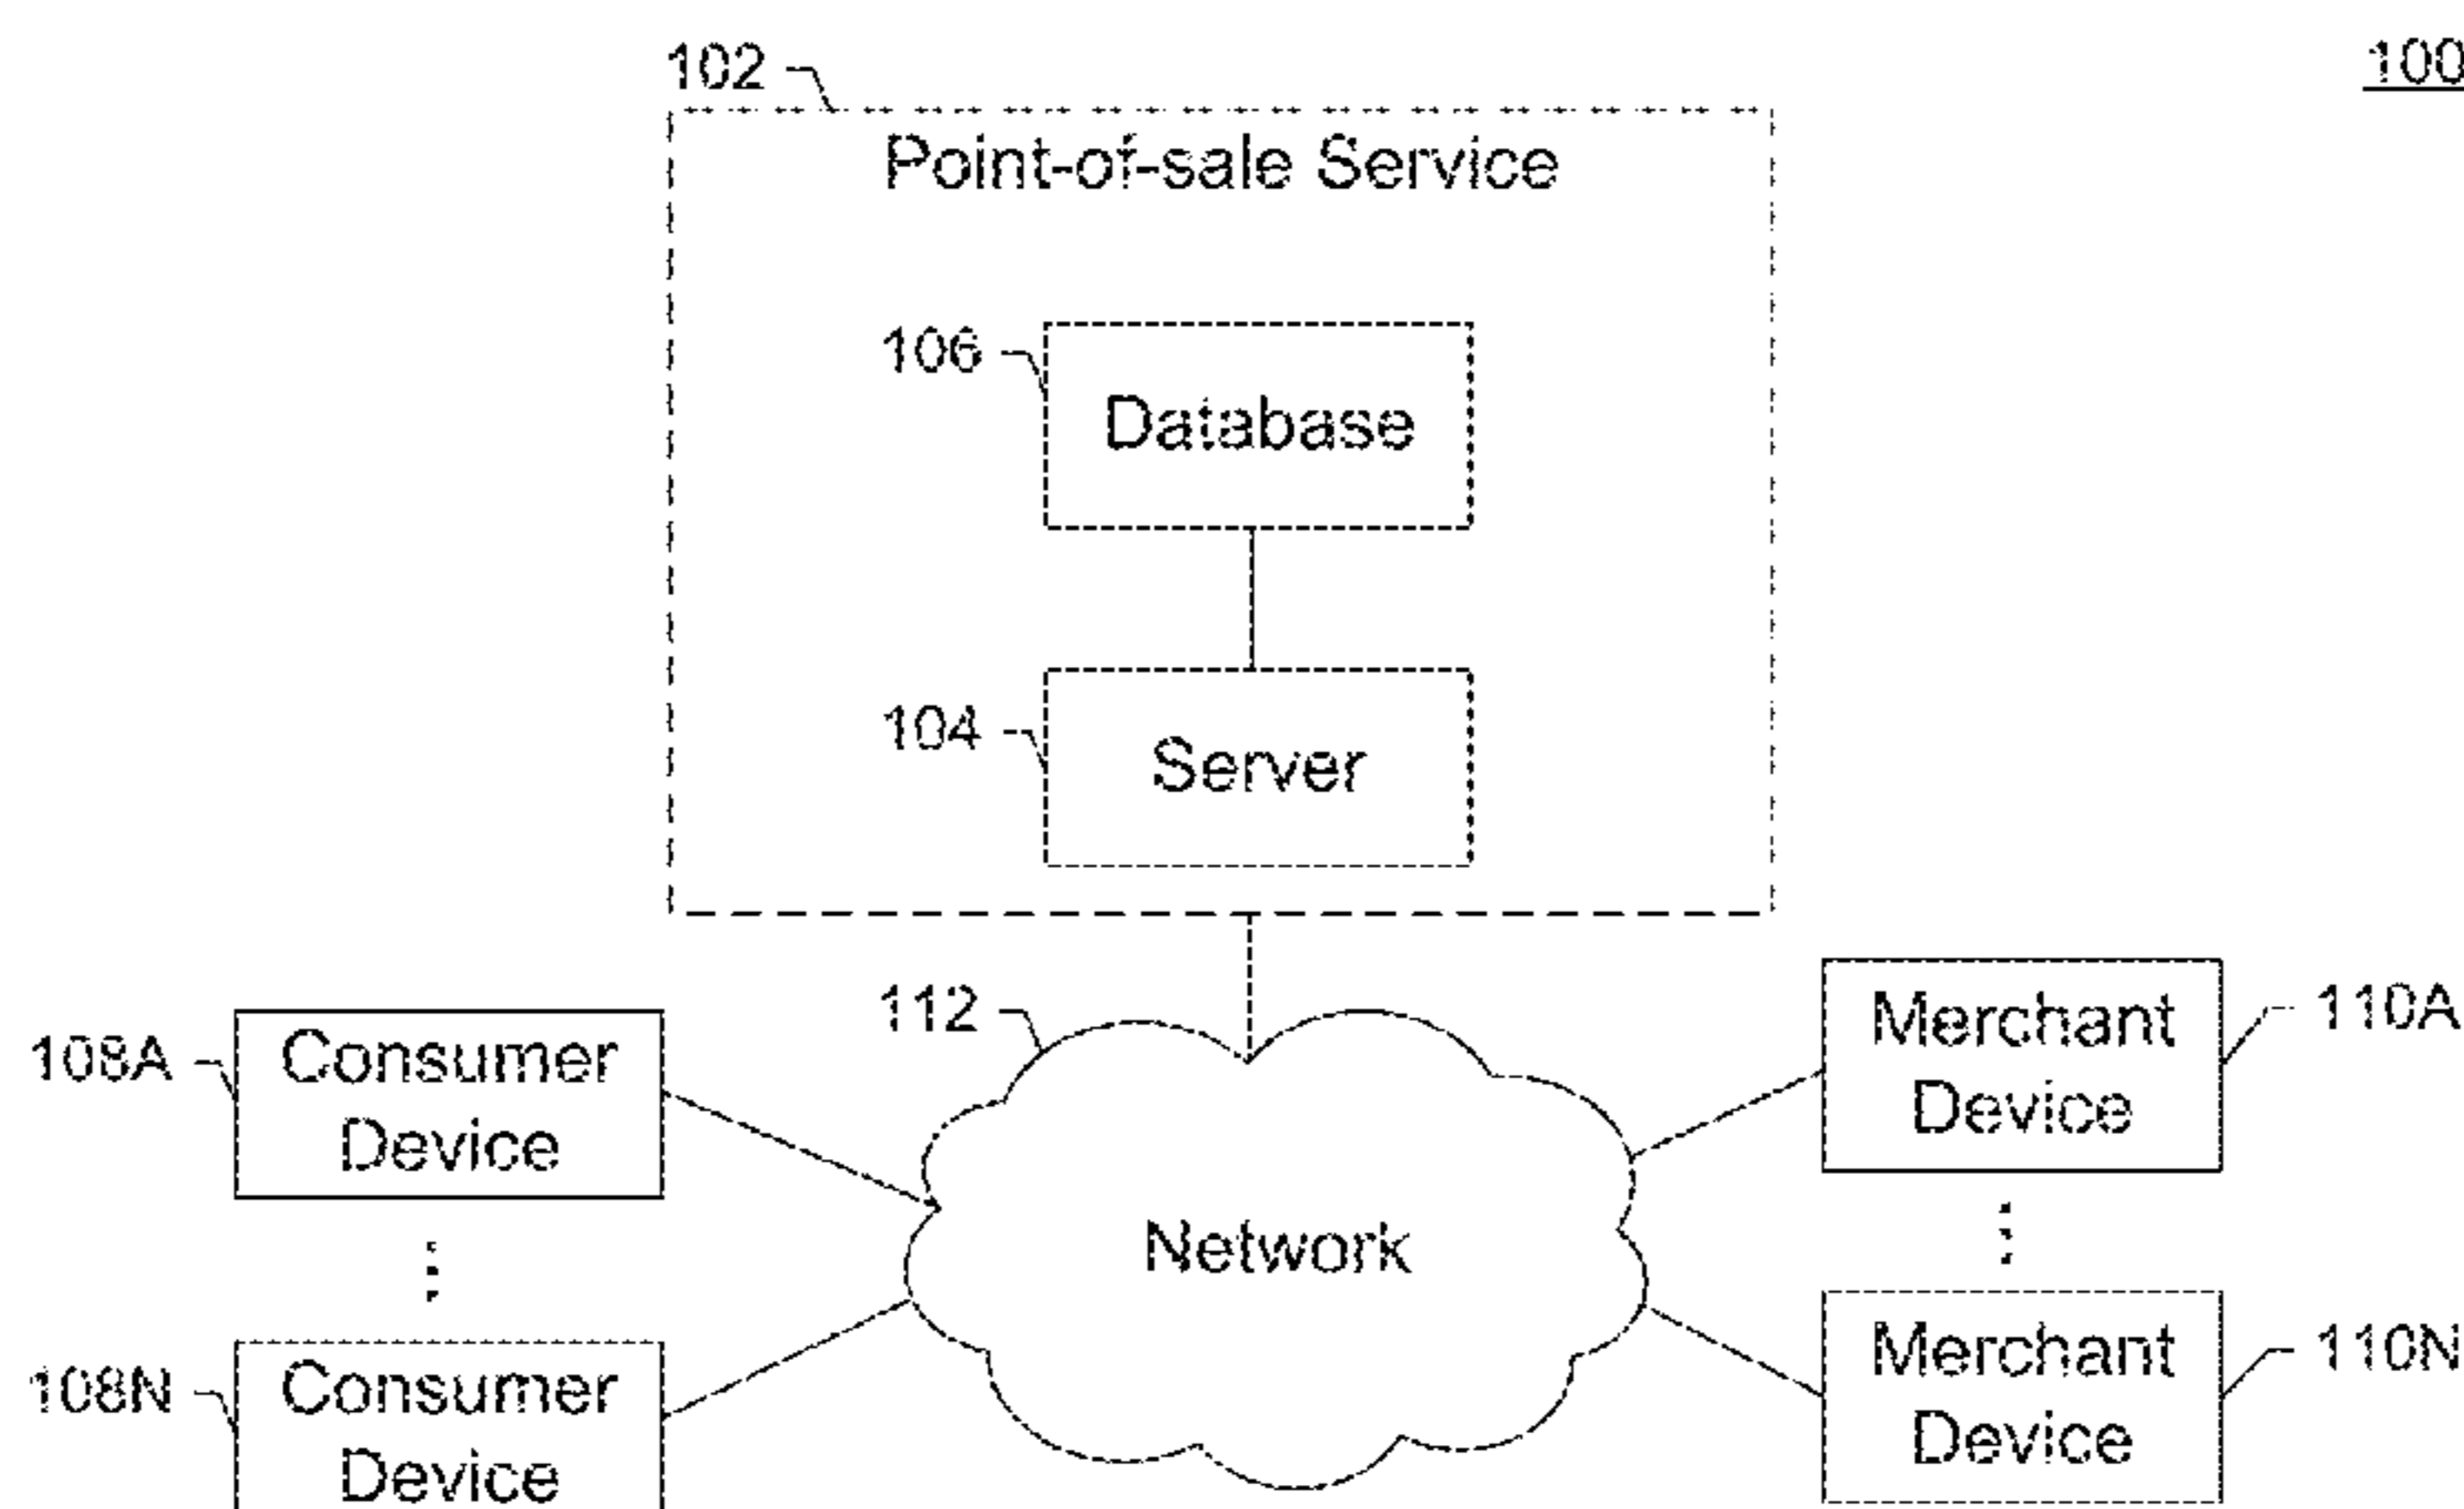 102
100
Point-of-sale Service
106
Database
104
Server
112
108A
Consumer
Device
Merchant
Device
110A
Network
108N
Consumer
Device
Merchant
Device
110N